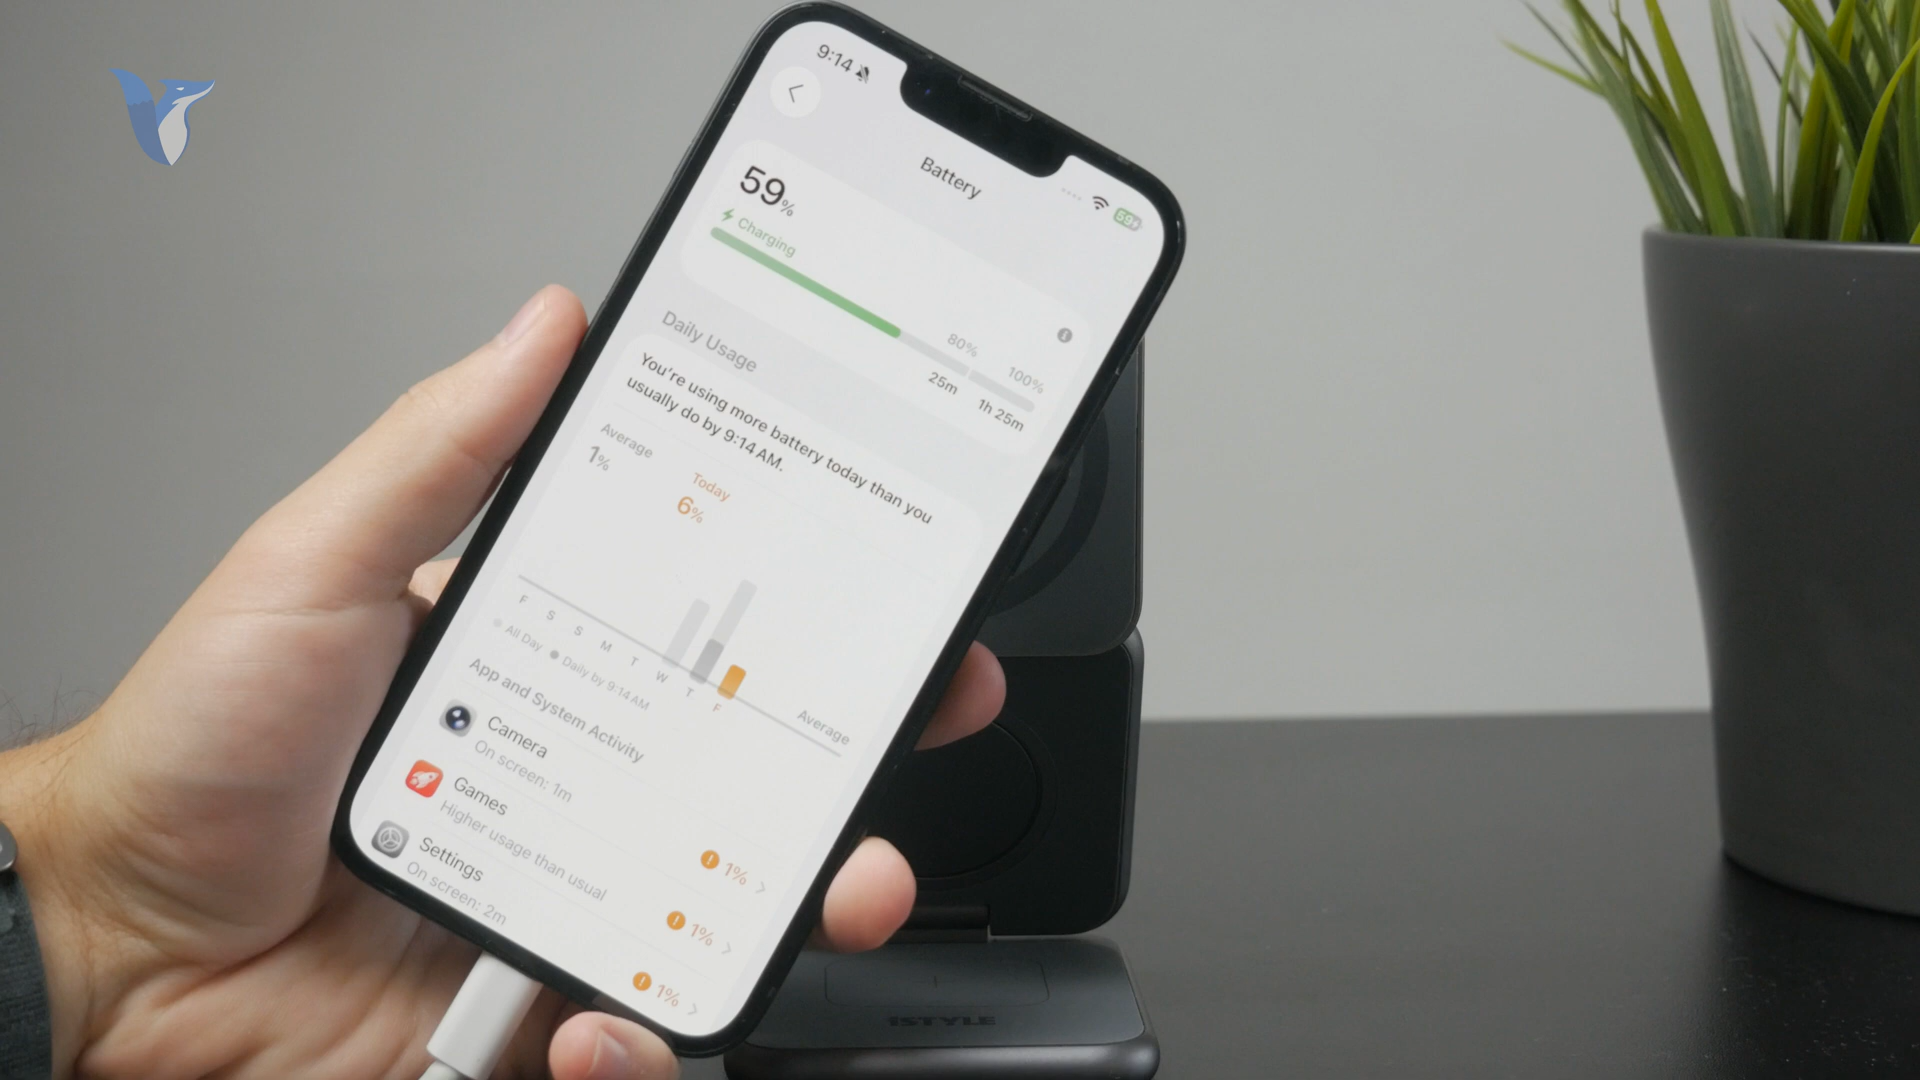 9:14
59
Battery
59%
Charging
80%
100%
25m
1h 25m
Daily Usage
You're using more battery today than you
usually do by 9:14 AM.
Average
1%
Today
6%
F S S M T W T F
Average
All Day
Daily by 9:14 AM
App and System Activity
Camera
On screen: 1m
1%
Games
Higher usage than usual
1%
Settings
On screen: 2m
1%
iSTYLE